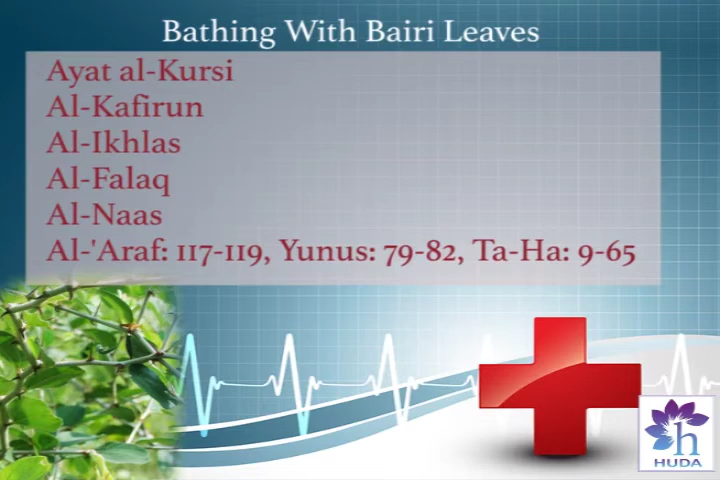 Bathing With Bairi Leaves
Ayat al-Kursi
Al-Kafirun
Al-Ikhlas
Al-Falaq
Al-Naas
Al-'Araf: 117-119, Yunus: 79-82, Ta-Ha: 9-65
h
HUDA